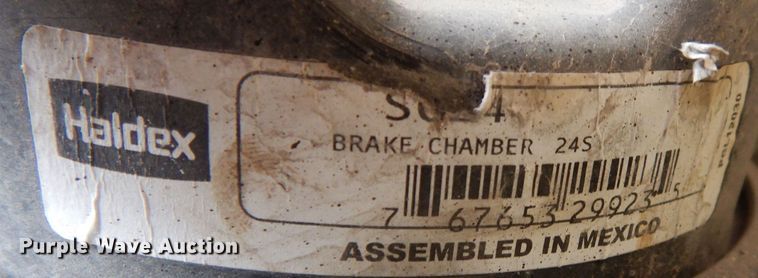 Haldex
BRAKE CHAMBER 24S
7 67653 29923 5
ASSEMBLED IN MEXICO
Purple Wave Auction